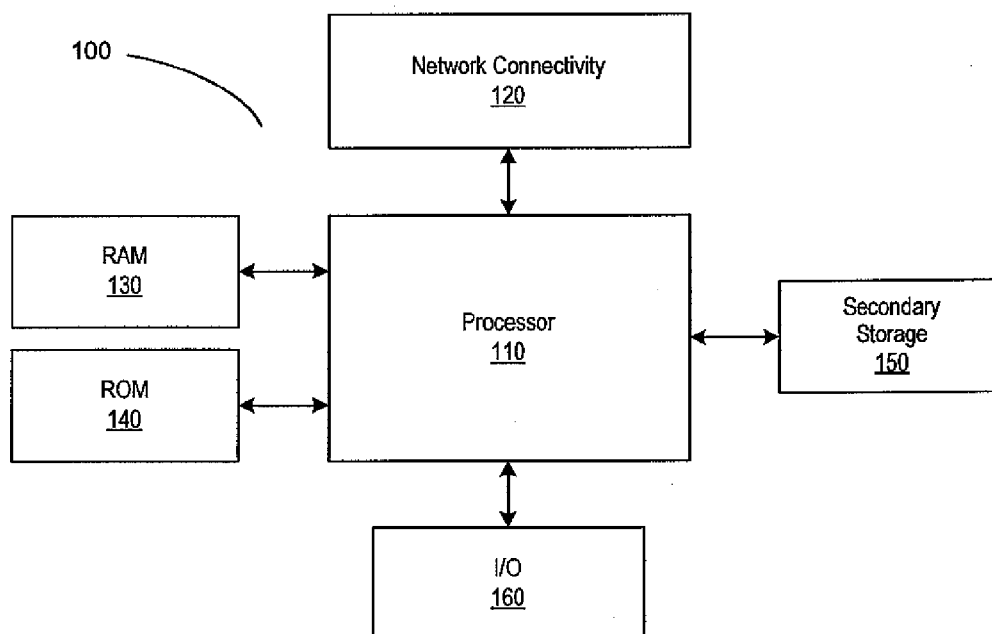 100
Network Connectivity
120
RAM
130
ROM
140
Processor
110
Secondary
Storage
150
I/O
160